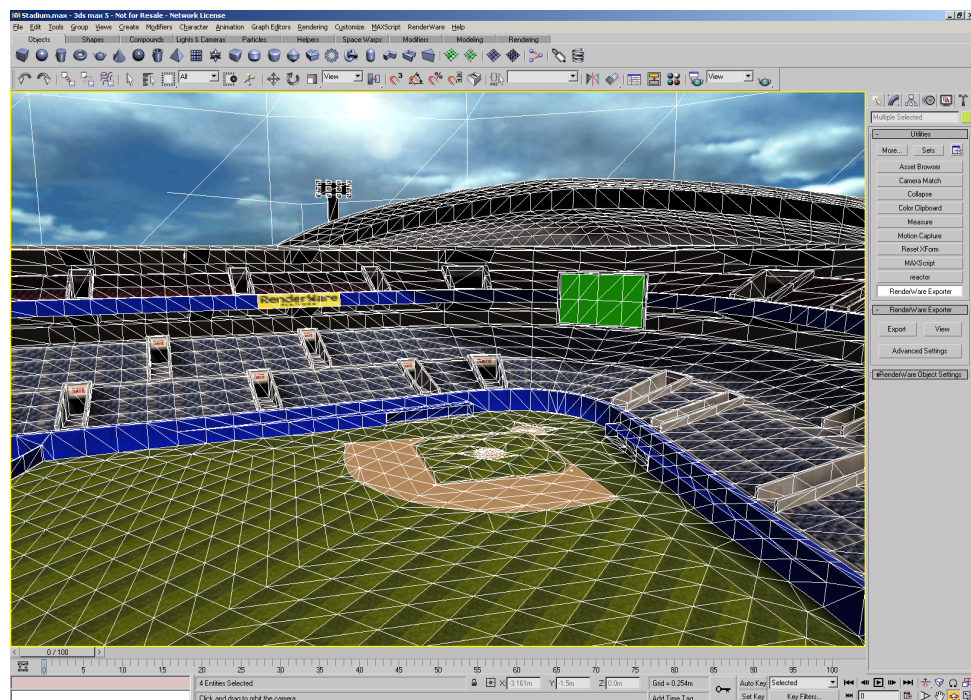 Stadium.max - 3ds max 5 - Not for Resale - Network License
File Edit Tools Group Views Create Modifiers Character Animation Graph Editors Rendering Customize MAXScript RenderWare Help
Objects Shapes Compounds Lights & Cameras Particles Helpers Space Warps Modifiers Modeling Rendering
All View View
Multiple Selected
- Utilities
More... Sets
Asset Browser
Camera Match
Collapse
Color Clipboard
Measure
Motion Capture
Reset XForm
MAXScript
reactor
RenderWare Exporter
RenderWare
- RenderWare Exporter
Export View
Advanced Settings
RenderWare Object Settings
< 0 / 100 >
0 5 10 15 20 25 30 35 40 45 50 55 60 65 70 75 80 85 90 95 100
4 Entities Selected X: -3.161m Y: -1.5m Z: 0.0m Grid = 0.254m Auto Key Selected
Click and drag to orbit the camera Add Time Tag Set Key Key Filters... 0